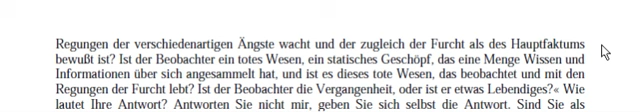 Regungen der verschiedenartigen Ängste wacht und der zugleich der Furcht als des Hauptfaktums
bewußt ist? Ist der Beobachter ein totes Wesen, ein statisches Geschöpf, das eine Menge Wissen und
Informationen über sich angesammelt hat, und ist es dieses tote Wesen, das beobachtet und mit den
Regungen der Furcht lebt? Ist der Beobachter die Vergangenheit, oder ist er etwas Lebendiges?« Wie
lautet Ihre Antwort? Antworten Sie nicht mir, geben Sie sich selbst die Antwort. Sind Sie als